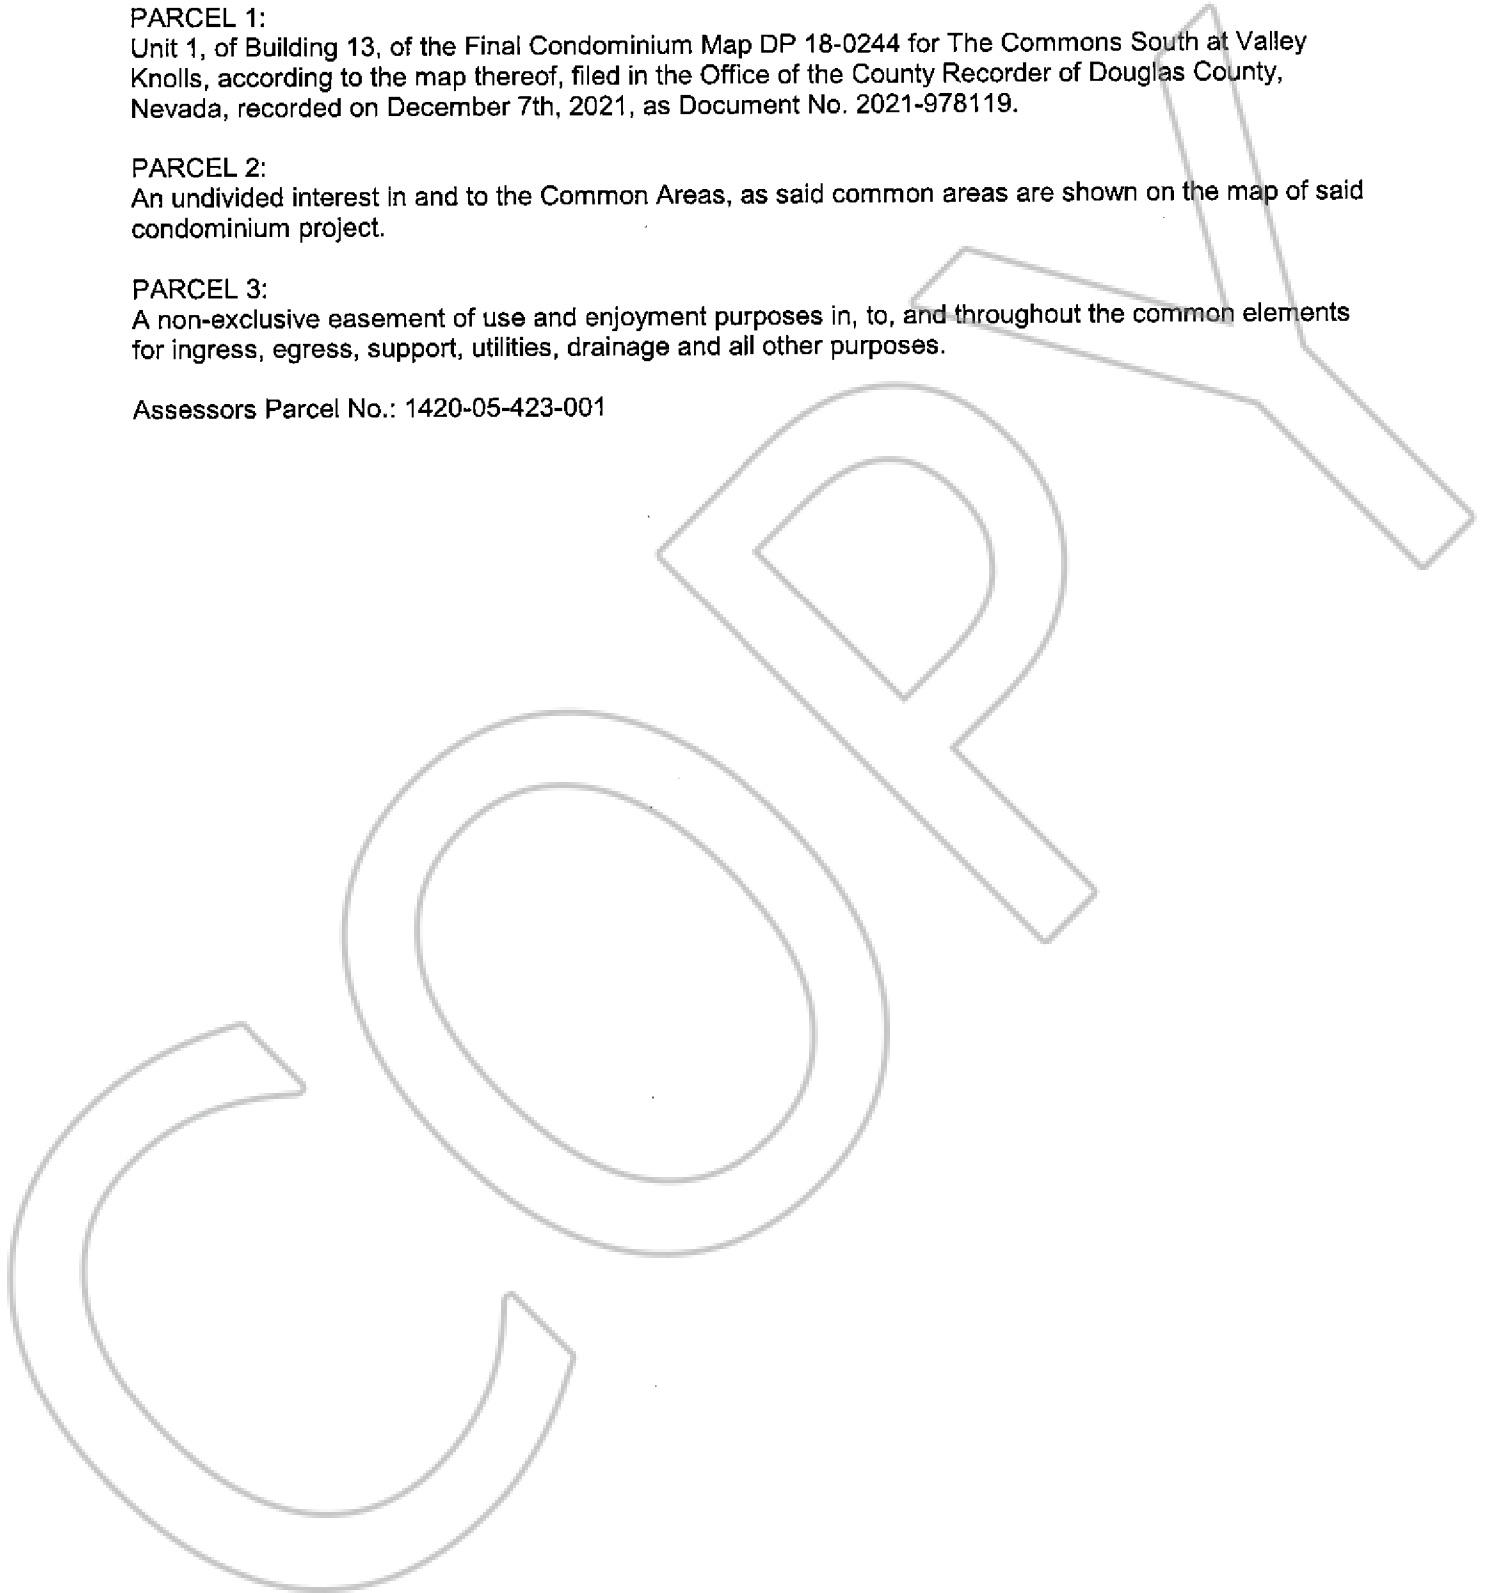 PARCEL 1:
Unit 1, of Building 13, of the Final Condominium Map DP 18-0244 for The Commons South at Valley
Knolls, according to the map thereof, filed in the Office of the County Recorder of Douglas County,
Nevada, recorded on December 7th, 2021, as Document No. 2021-978119.
PARCEL 2:
An undivided interest in and to the Common Areas, as said common areas are shown on the map of said
condominium project.
PARCEL 3:
A non-exclusive easement of use and enjoyment purposes in, to, and throughout the common elements
for ingress, egress, support, utilities, drainage and all other purposes.
Assessors Parcel No.: 1420-05-423-001
COPY